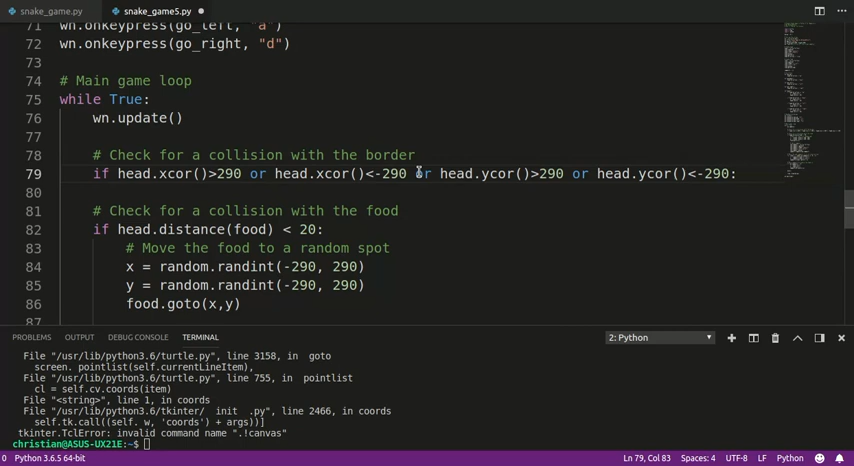 snake_game.py snake_game5.py
71 wn.onkeypress(go_left, "a")
72 wn.onkeypress(go_right, "d")
73
74 # Main game loop
75 while True:
76 wn.update()
77
78 # Check for a collision with the border
79 if head.xcor()>290 or head.xcor()<-290 or head.ycor()>290 or head.ycor()<-290:
80
81 # Check for a collision with the food
82 if head.distance(food) < 20:
83 # Move the food to a random spot
84 x = random.randint(-290, 290)
85 y = random.randint(-290, 290)
86 food.goto(x,y)
87
PROBLEMS OUTPUT DEBUG CONSOLE TERMINAL 2: Python
File "/usr/lib/python3.6/turtle.py", line 3158, in goto
screen. pointlist(self.currentLineItem),
File "/usr/lib/python3.6/turtle.py", line 755, in pointlist
cl = self.cv.coords(item)
File "<string>", line 1, in coords
File "/usr/lib/python3.6/tkinter/ init .py", line 2466, in coords
self.tk.call((self. w, 'coords') + args))]
tkinter.TclError: invalid command name ".!canvas"
christian@ASUS-UX21E:~$
0 Python 3.6.5 64-bit Ln 79, Col 83 Spaces: 4 UTF-8 LF Python